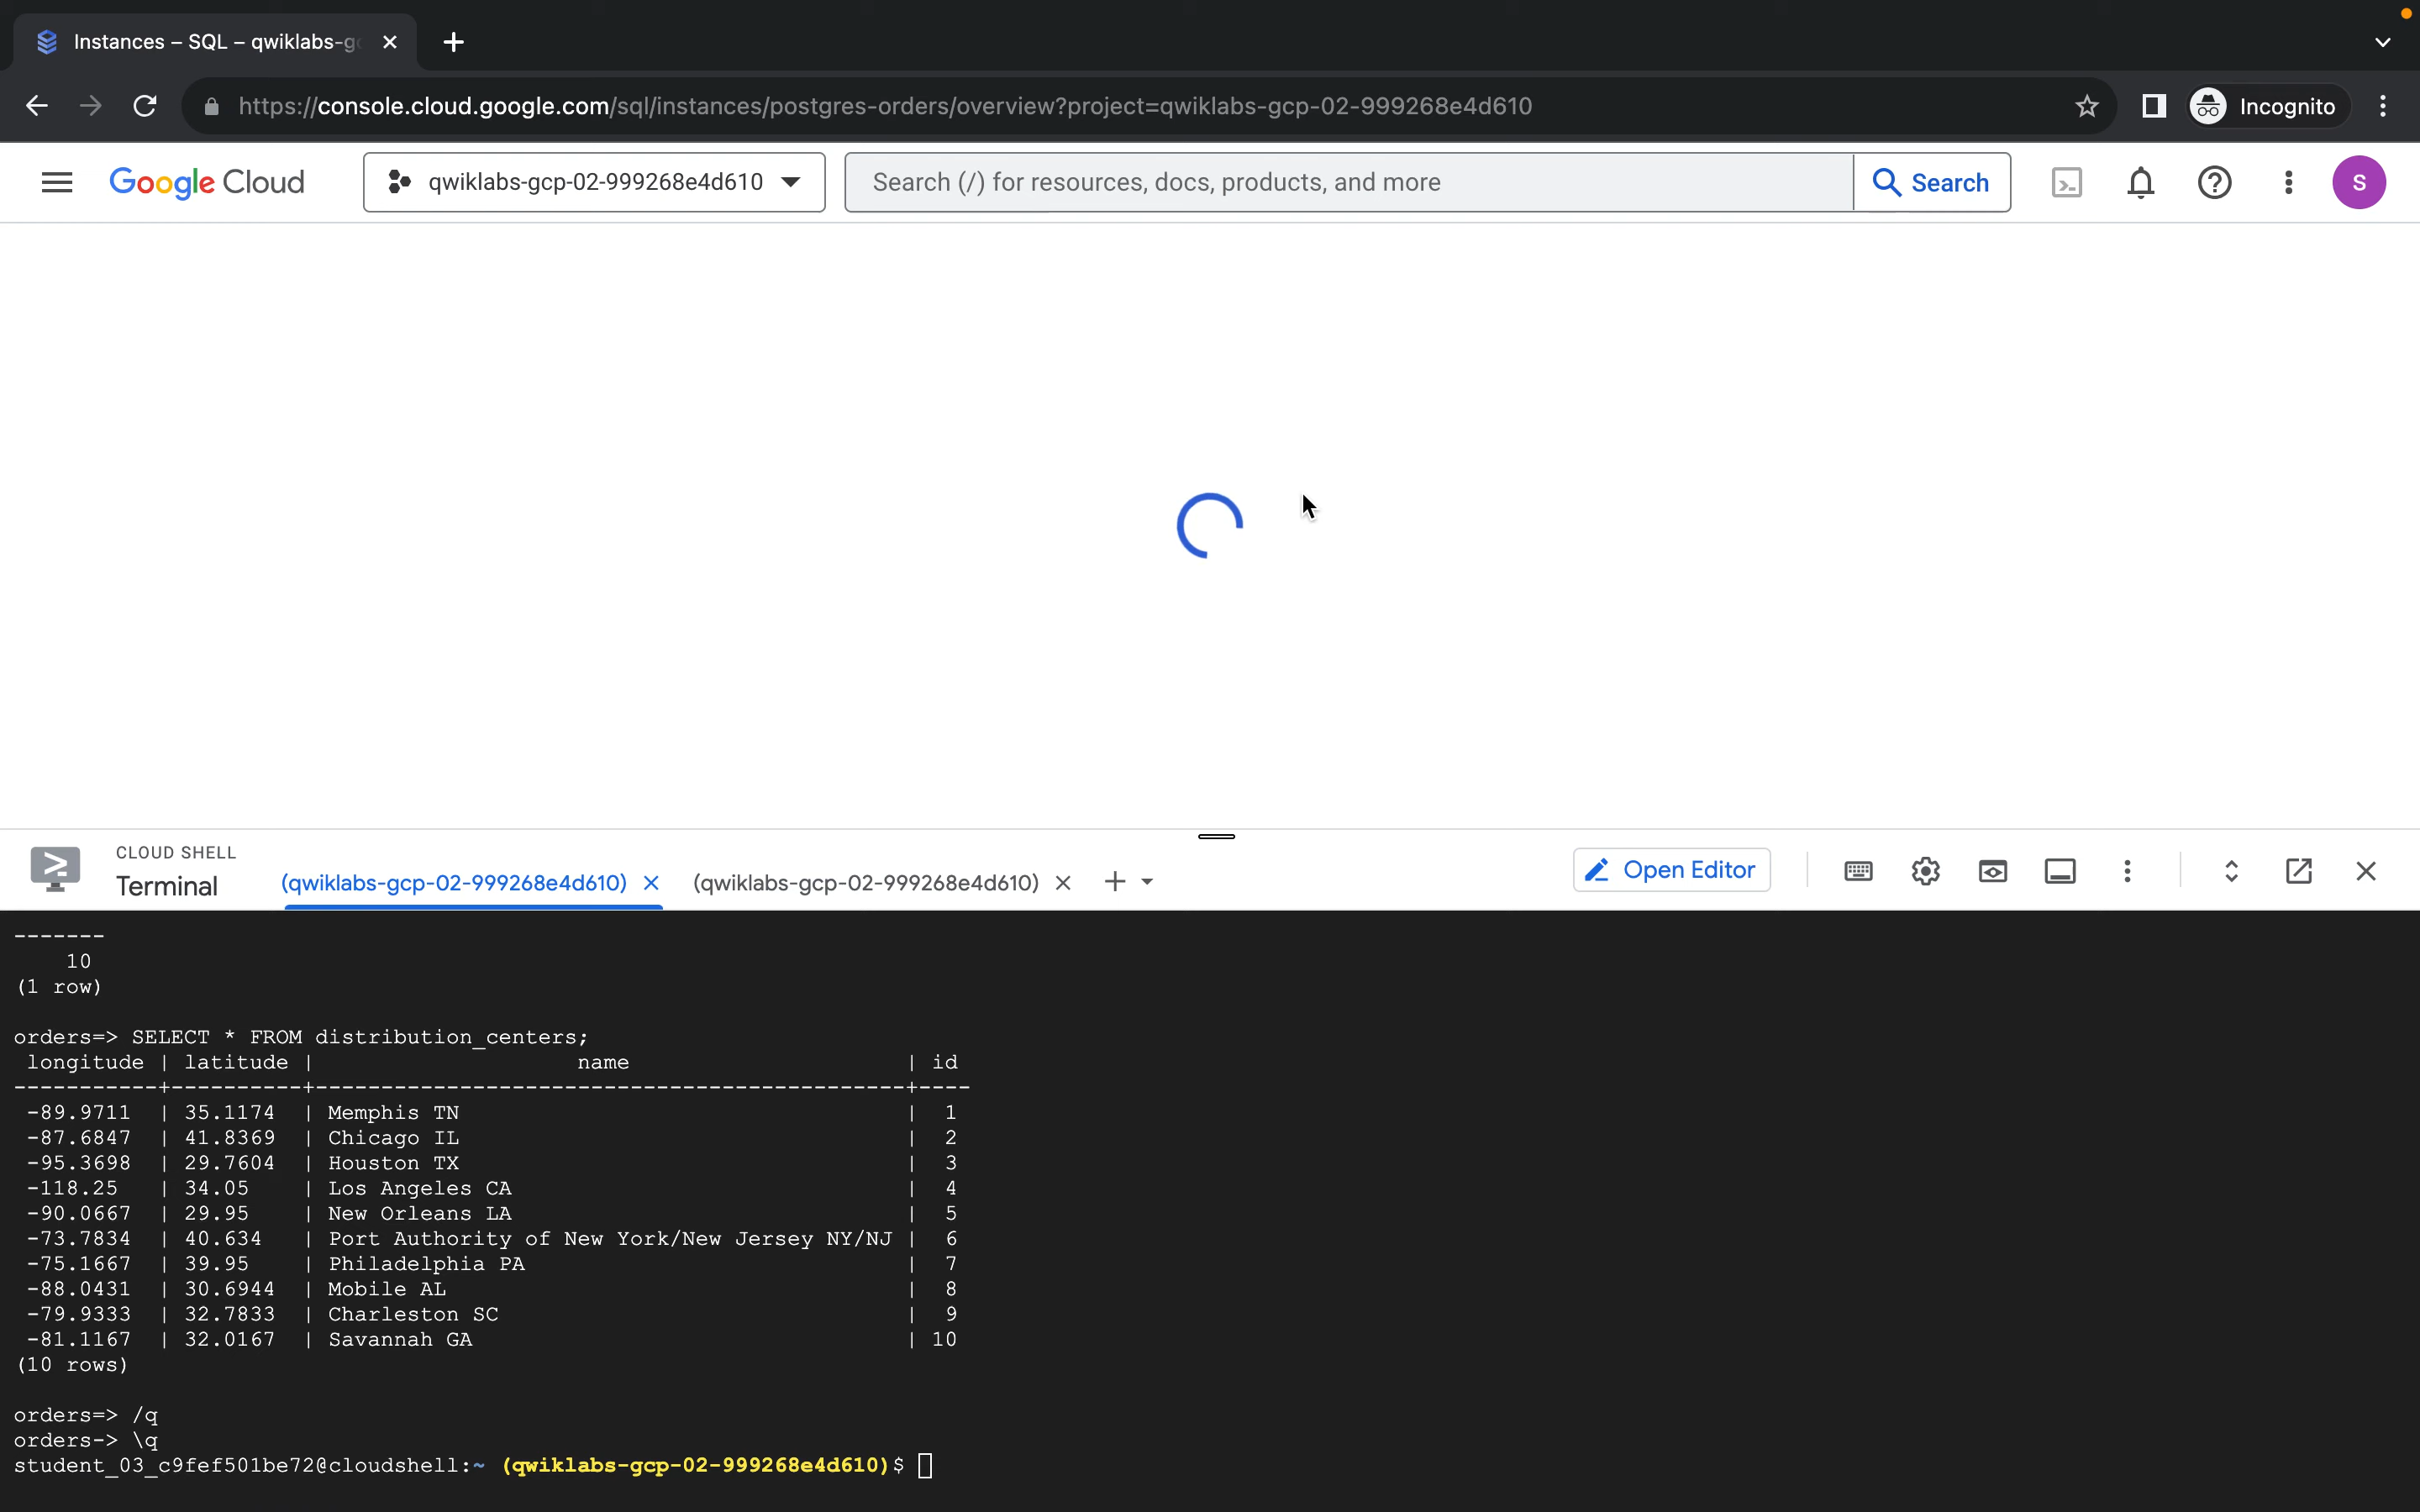 Instances – SQL – qwiklabs-gc
https://console.cloud.google.com/sql/instances/postgres-orders/overview?project=qwiklabs-gcp-02-999268e4d610
Incognito
Google Cloud
qwiklabs-gcp-02-999268e4d610
Search (/) for resources, docs, products, and more
Search
S
CLOUD SHELL
Terminal
(qwiklabs-gcp-02-999268e4d610)
(qwiklabs-gcp-02-999268e4d610)
Open Editor
-------
10
(1 row)
orders=> SELECT * FROM distribution_centers;
longitude | latitude | name | id
-----------+----------+---------------------------------------------+----
-89.9711 | 35.1174 | Memphis TN | 1
-87.6847 | 41.8369 | Chicago IL | 2
-95.3698 | 29.7604 | Houston TX | 3
-118.25 | 34.05 | Los Angeles CA | 4
-90.0667 | 29.95 | New Orleans LA | 5
-73.7834 | 40.634 | Port Authority of New York/New Jersey NY/NJ | 6
-75.1667 | 39.95 | Philadelphia PA | 7
-88.0431 | 30.6944 | Mobile AL | 8
-79.9333 | 32.7833 | Charleston SC | 9
-81.1167 | 32.0167 | Savannah GA | 10
(10 rows)
orders=> /q
orders-> \q
student_03_c9fef501be72@cloudshell:~ (qwiklabs-gcp-02-999268e4d610)$